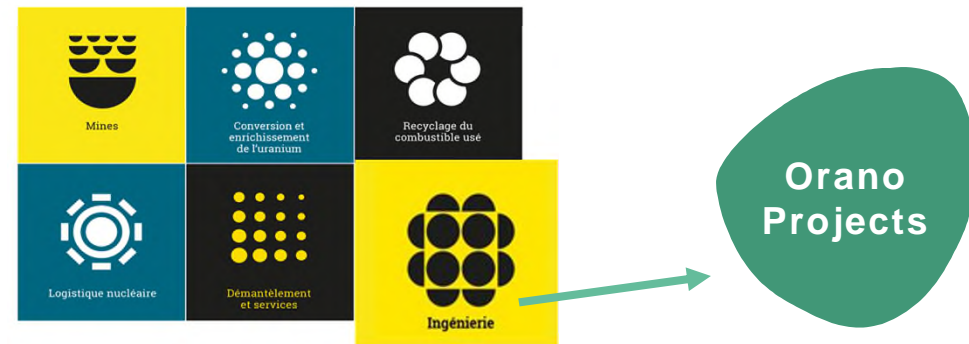 Mines
Conversion et
enrichissement
de l'uranium
Recyclage du
combustible usé
Logistique nucléaire
Démantèlement
et services
Ingénierie
Orano
Projects